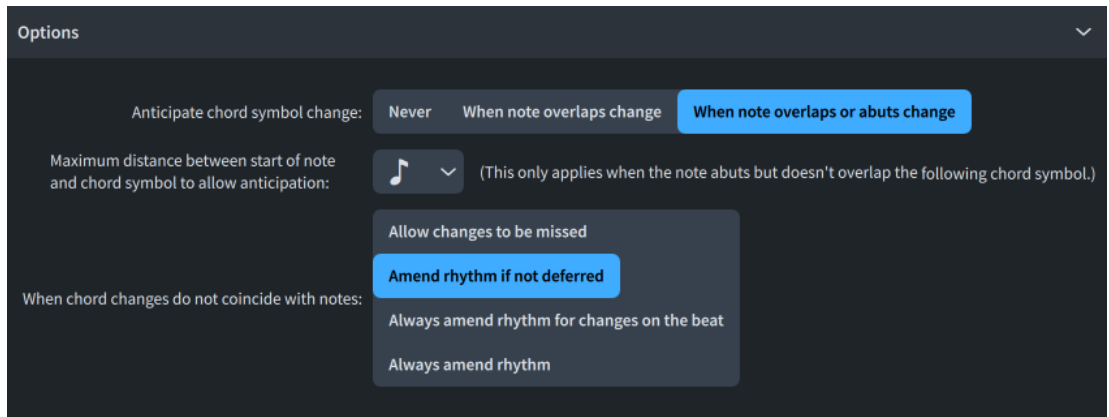 Options
Anticipate chord symbol change: Never When note overlaps change When note overlaps or abuts change
Maximum distance between start of note
and chord symbol to allow anticipation:
(This only applies when the note abuts but doesn't overlap the following chord symbol.)
When chord changes do not coincide with notes:
Allow changes to be missed
Amend rhythm if not deferred
Always amend rhythm for changes on the beat
Always amend rhythm